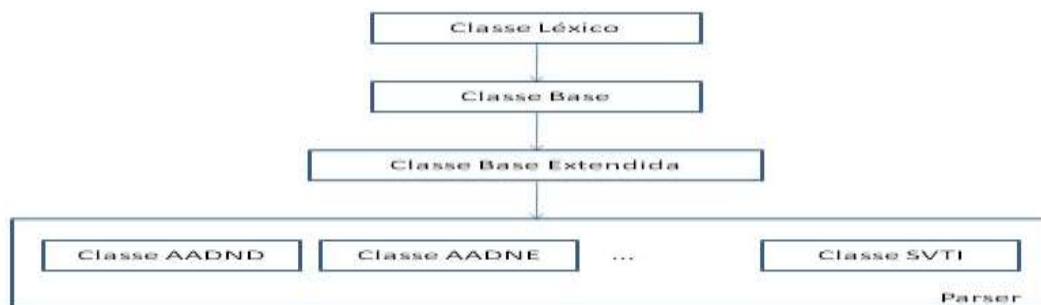 Classe Léxico
Classe Base
Classe Base Extendida
Classe AADND Classe AADNE ... Classe SVTI
Parser